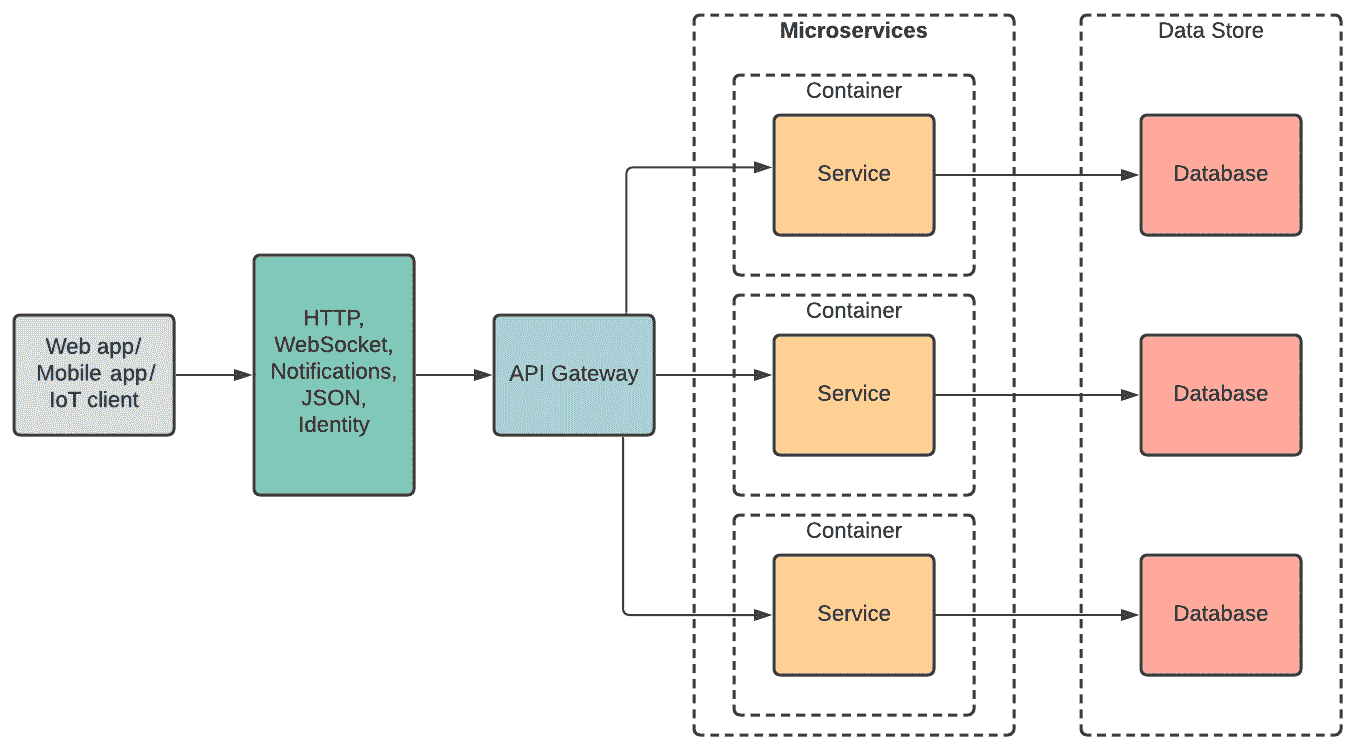 Microservices
Data Store
Container
Service
Database
Web app/
Mobile app/
IoT client
HTTP,
WebSocket,
Notifications,
JSON,
Identity
API Gateway
Container
Service
Database
Container
Service
Database